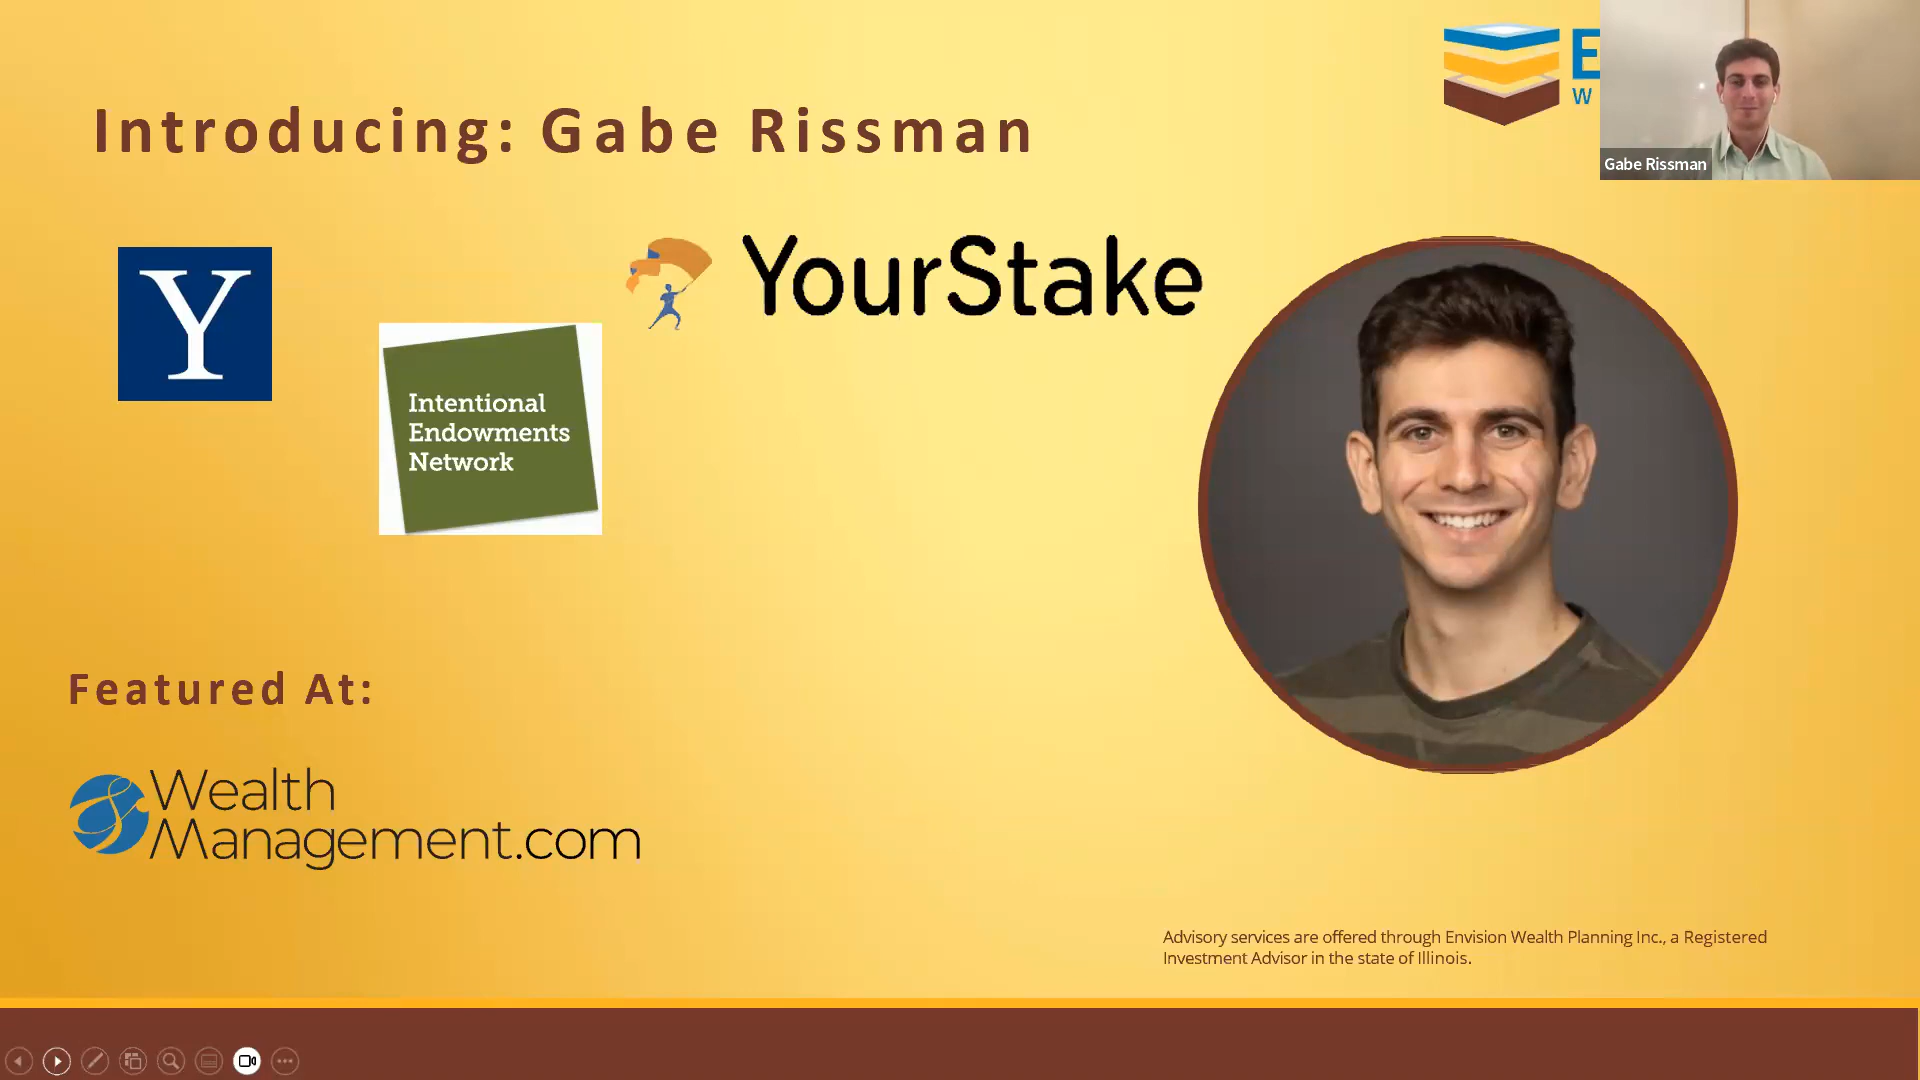 Introducing: Gabe Rissman
E
W
Gabe Rissman
Y
YourStake
Intentional
Endowments
Network
Featured At:
Wealth
Management.com
Advisory services are offered through Envision Wealth Planning Inc., a Registered
Investment Advisor in the state of Illinois.